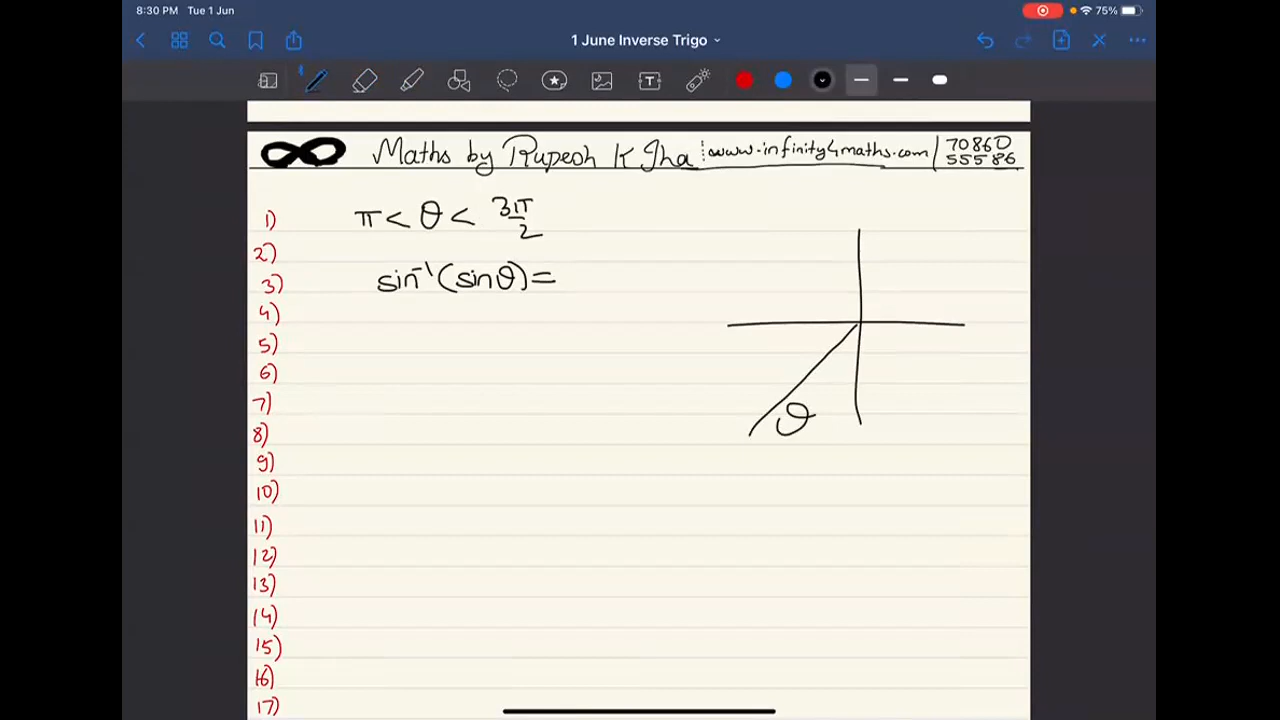 8:30 PM Tue 1 Jun
75%
1 June Inverse Trigo
T
∞ Maths by Rupesh K Jha www.infinity4maths.com 70860 55586
1) π < θ < 3π/2
2)
3) sin⁻¹(sinθ)=
4)
5)
6)
7)
θ
8)
9)
10)
11)
12)
13)
14)
15)
16)
17)